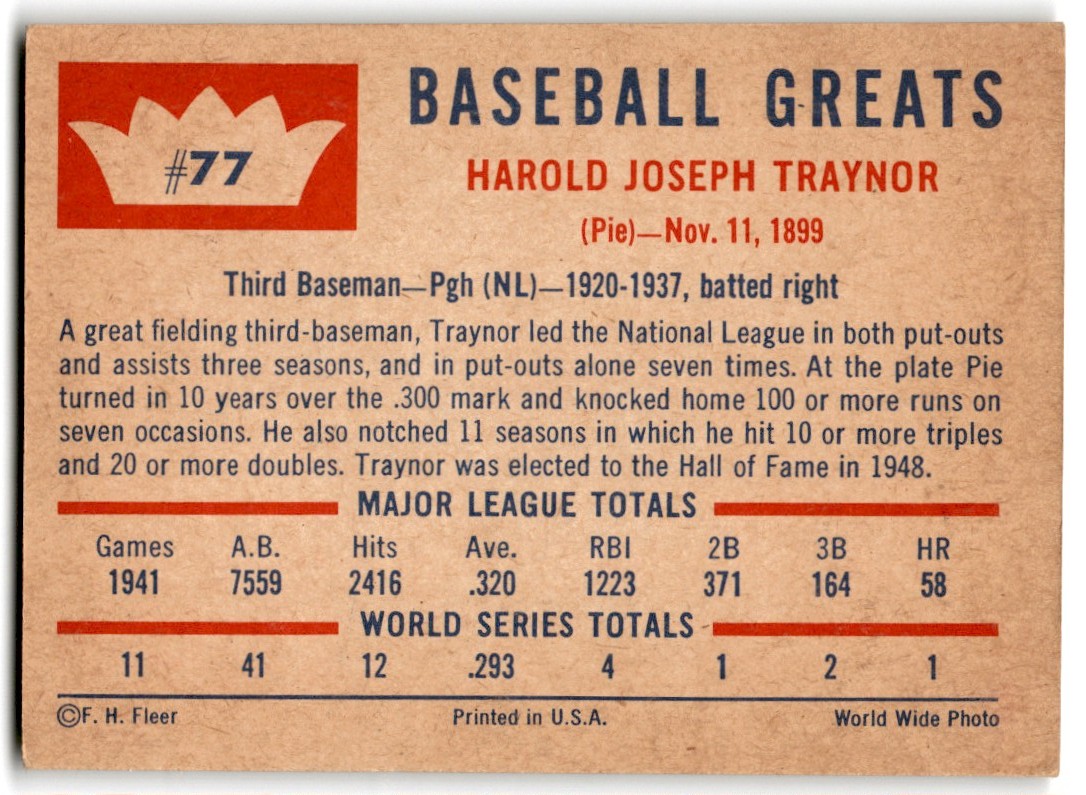 #77
BASEBALL GREATS
HAROLD JOSEPH TRAYNOR
(Pie)—Nov. 11, 1899
Third Baseman—Pgh (NL)—1920-1937, batted right
A great fielding third-baseman, Traynor led the National League in both put-outs
and assists three seasons, and in put-outs alone seven times. At the plate Pie
turned in 10 years over the .300 mark and knocked home 100 or more runs on
seven occasions. He also notched 11 seasons in which he hit 10 or more triples
and 20 or more doubles. Traynor was elected to the Hall of Fame in 1948.
MAJOR LEAGUE TOTALS
Games A.B. Hits Ave. RBI 2B 3B HR
1941 7559 2416 .320 1223 371 164 58
WORLD SERIES TOTALS
11 41 12 .293 4 1 2 1
©F. H. Fleer Printed in U.S.A. World Wide Photo